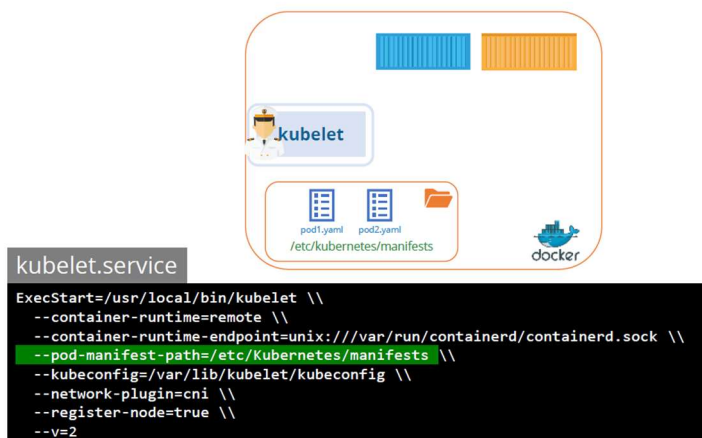 kubelet
pod1.yaml pod2.yaml
/etc/kubernetes/manifests
docker
kubelet.service
ExecStart=/usr/local/bin/kubelet \\
--container-runtime=remote \\
--container-runtime-endpoint=unix:///var/run/containerd/containerd.sock \\
--pod-manifest-path=/etc/Kubernetes/manifests \\
--kubeconfig=/var/lib/kubelet/kubeconfig \\
--network-plugin=cni \\
--register-node=true \\
--v=2